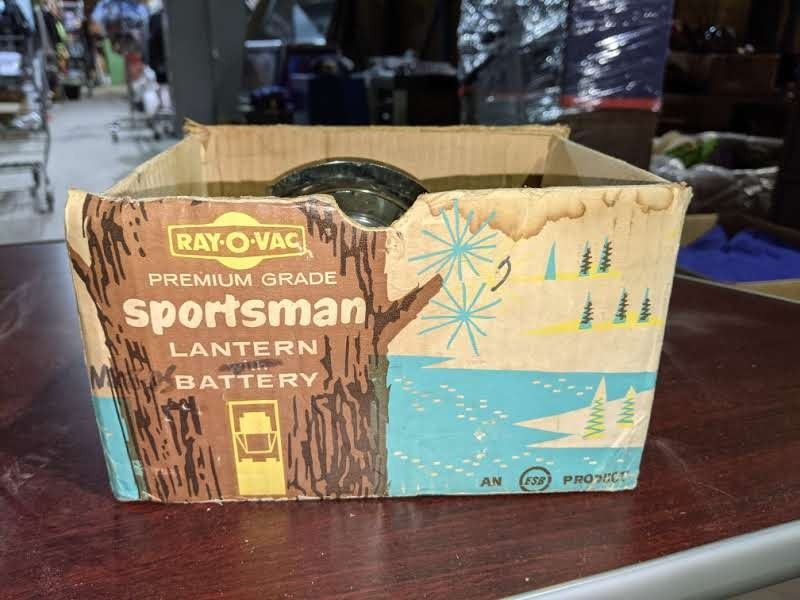 RAY-O-VAC
PREMIUM GRADE
sportsman
LANTERN
BATTERY
AN ESB PRODUCT